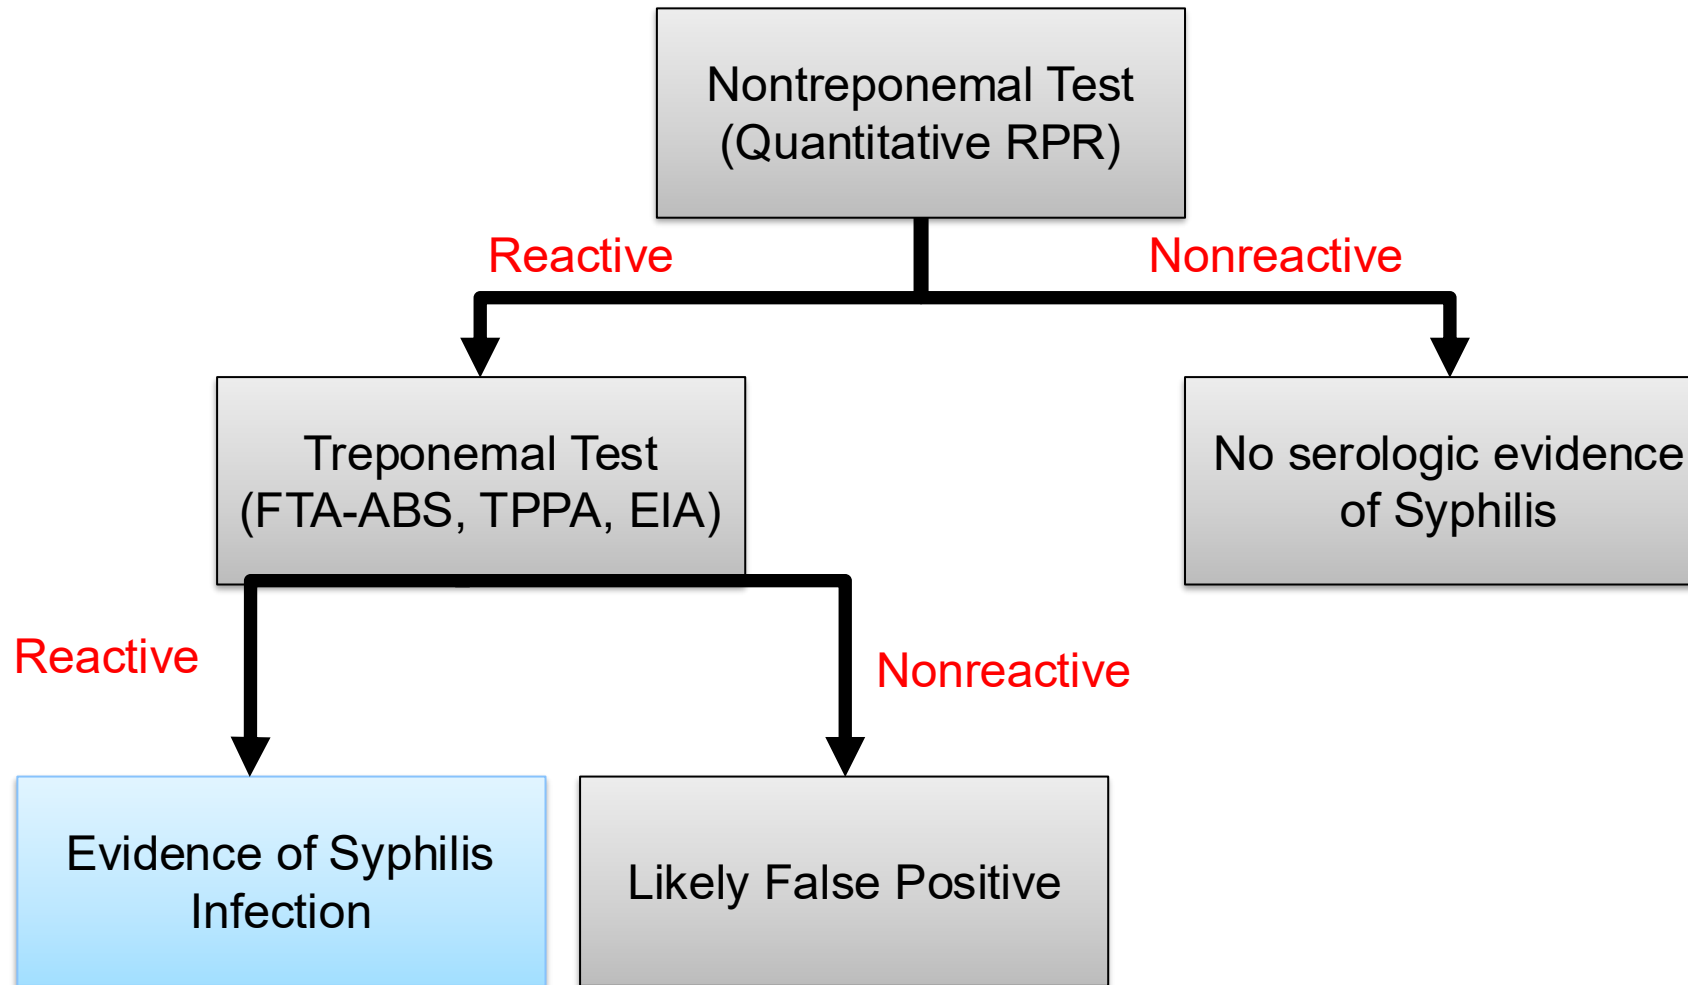 Nontreponemal Test
(Quantitative RPR)
Reactive
Nonreactive
Treponemal Test
(FTA-ABS, TPPA, EIA)
No serologic evidence
of Syphilis
Reactive
Nonreactive
Evidence of Syphilis
Infection
Likely False Positive